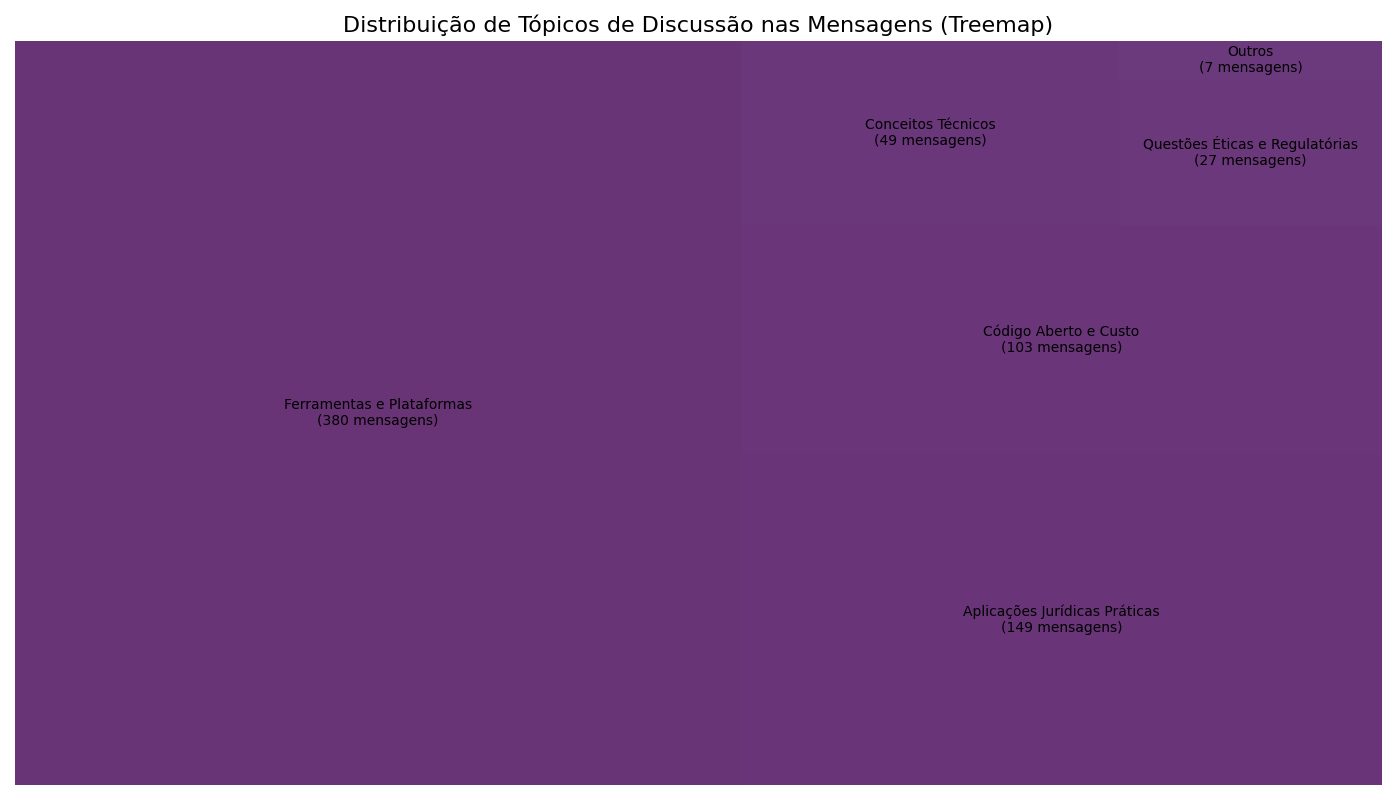 Distribuição de Tópicos de Discussão nas Mensagens (Treemap)
Outros
(7 mensagens)
Conceitos Técnicos
(49 mensagens)
Questões Éticas e Regulatórias
(27 mensagens)
Código Aberto e Custo
(103 mensagens)
Ferramentas e Plataformas
(380 mensagens)
Aplicações Jurídicas Práticas
(149 mensagens)